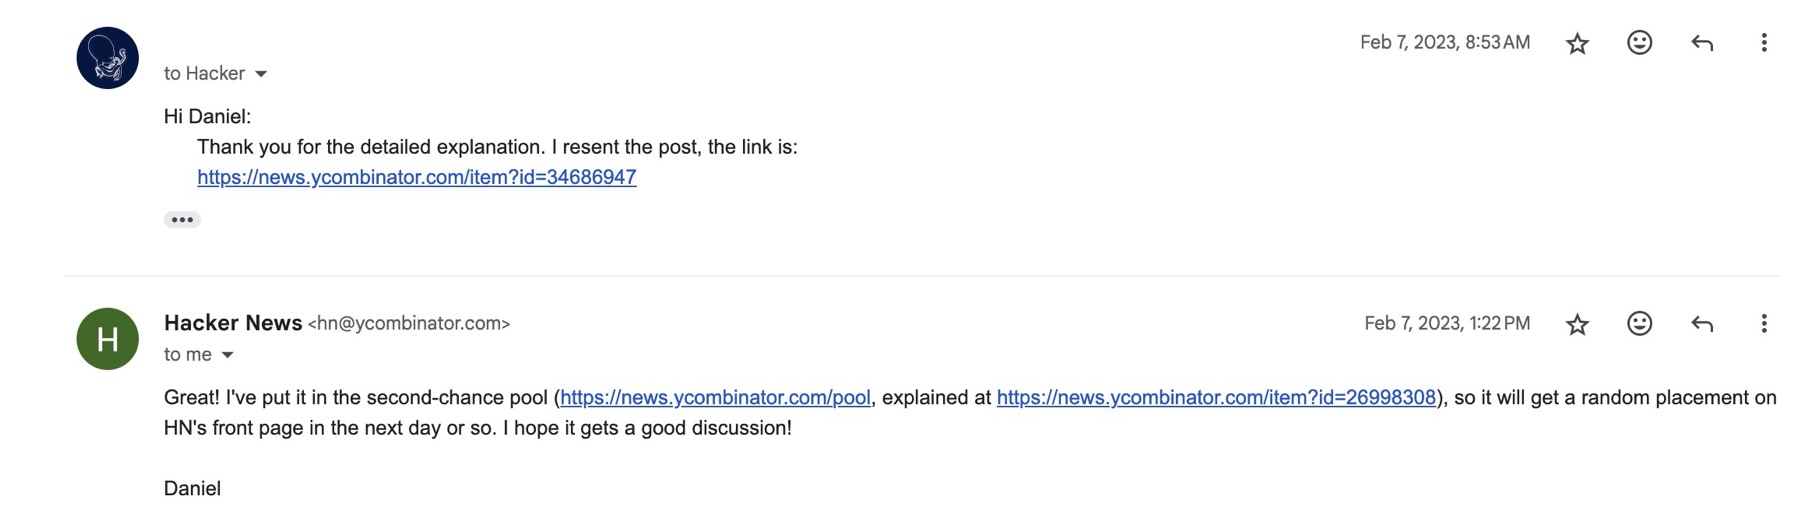 Feb 7, 2023, 8:53 AM
to Hacker
Hi Daniel:
Thank you for the detailed explanation. I resent the post, the link is:
https://news.ycombinator.com/item?id=34686947
Hacker News <hn@ycombinator.com>
Feb 7, 2023, 1:22 PM
H
to me
Great! I've put it in the second-chance pool (https://news.ycombinator.com/pool, explained at https://news.ycombinator.com/item?id=26998308), so it will get a random placement on
HN's front page in the next day or so. I hope it gets a good discussion!
Daniel